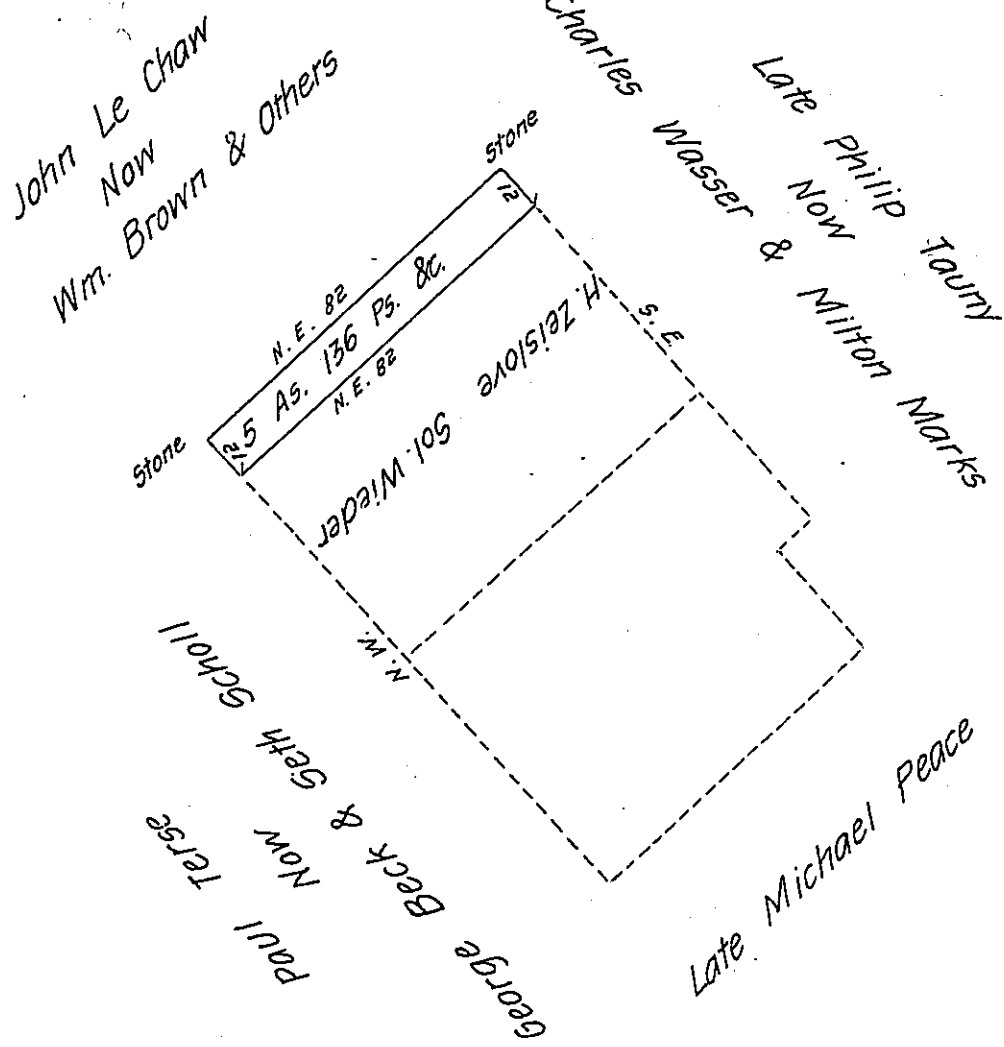 John Le Chaw
Now
Wm. Brown & Others
Late Philip Tauny
Now
Charles Wasser & Milton Marks
Stone
12
N. E. 82
5 As. 136 Ps. &c.
N. E. 82
12
Stone
S. E.
H. Zeislove
Sol. Wieder
N. W.
Paul Terse
Now
George Beck & Seth Scholl
Late Michael Peace